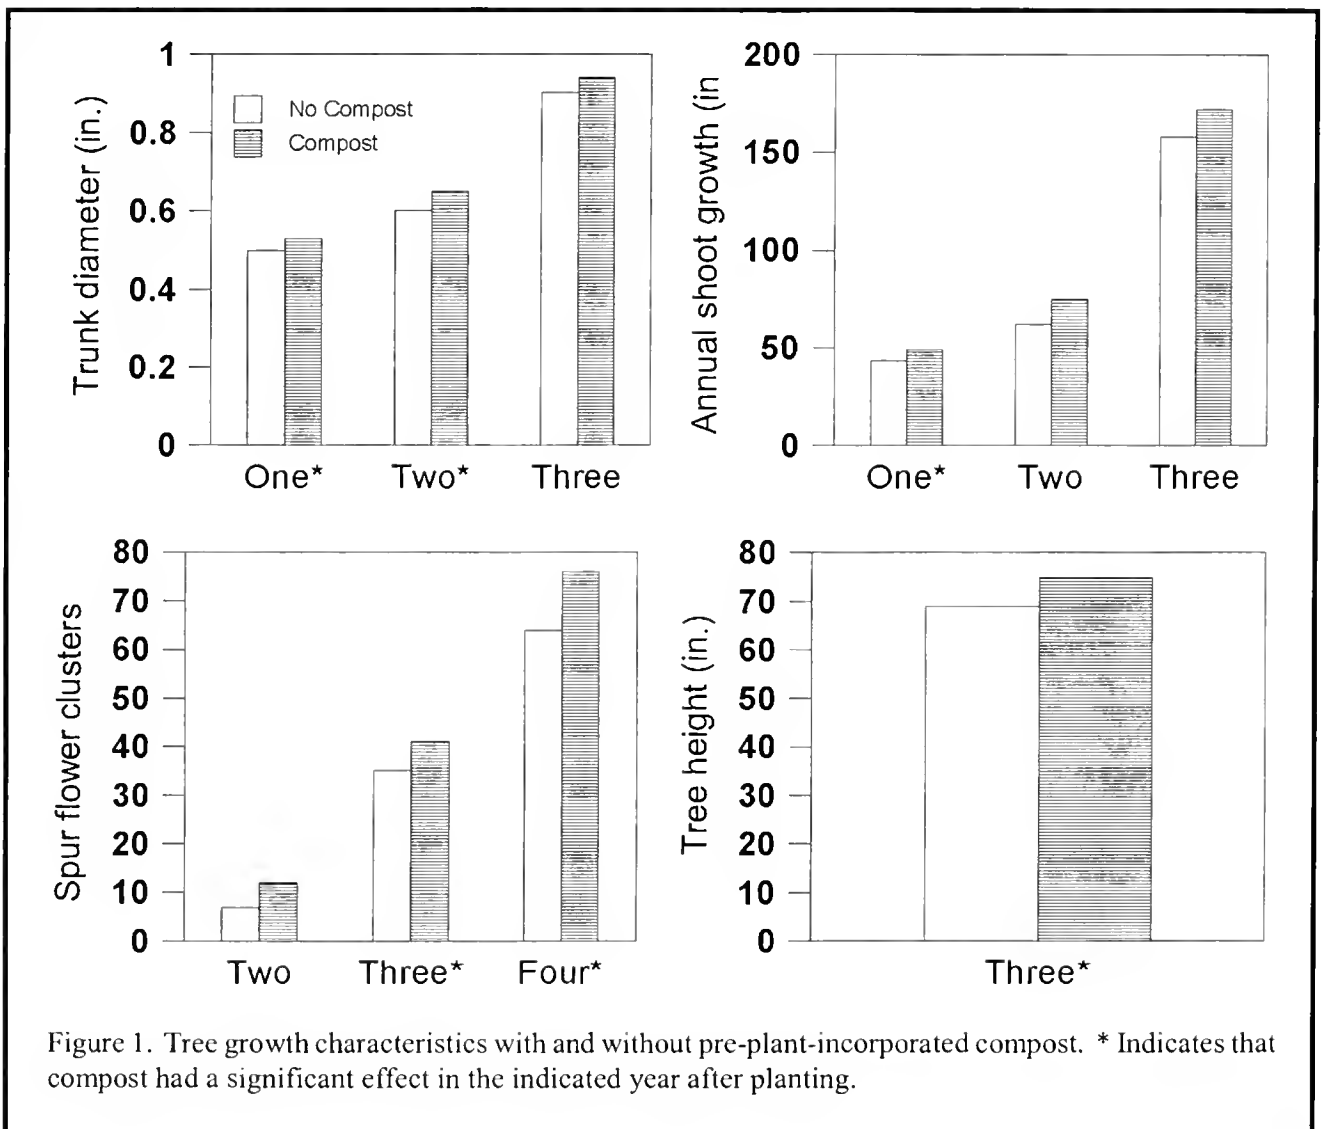 Trunk diameter (in.)
1
0.8
0.6
0.4
0.2
0
No Compost
Compost
One* Two* Three
Annual shoot growth (in
200
150
100
50
0
One* Two Three
Spur flower clusters
80
70
60
50
40
30
20
10
0
Two Three* Four*
Tree height (in.)
80
70
60
50
40
30
20
10
0
Three*
Figure 1. Tree growth characteristics with and without pre-plant-incorporated compost. * Indicates that
compost had a significant effect in the indicated year after planting.